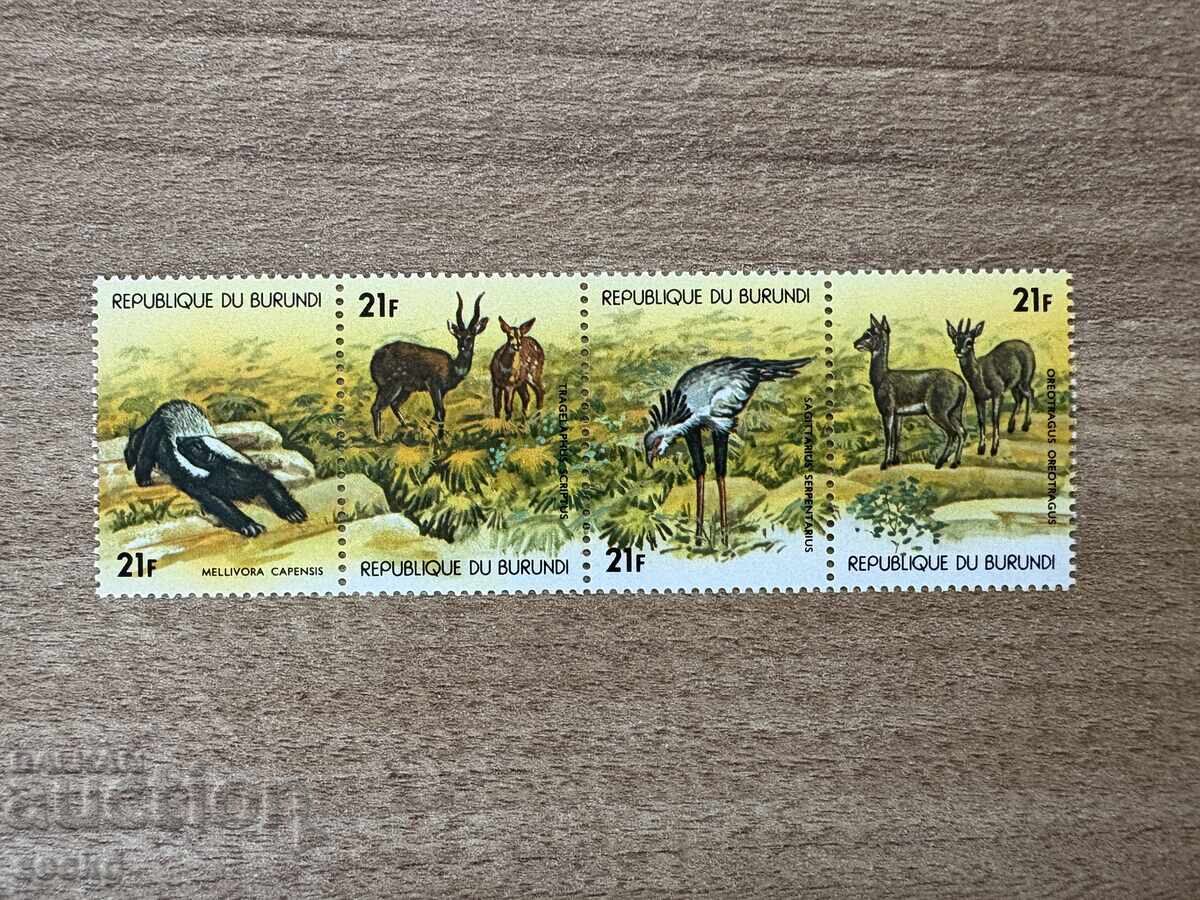 REPUBLIQUE DU BURUNDI
21F
MELLIVORA CAPENSIS
21F
TRAGELAPHUS SCRIPTUS
REPUBLIQUE DU BURUNDI
REPUBLIQUE DU BURUNDI
SAGITTARIUS SERPENTARIUS
21F
21F
OREOTRAGUS OREOTRAGUS
REPUBLIQUE DU BURUNDI
BALKAN
auction